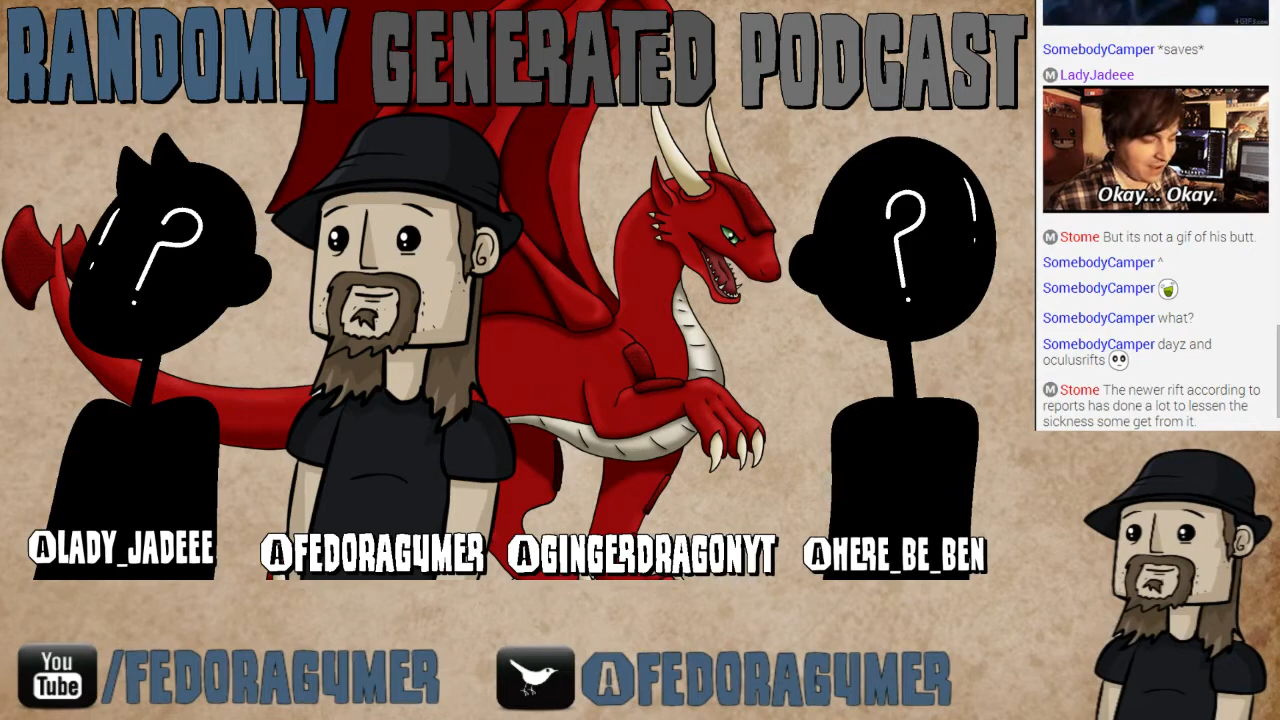 RANDOMLY GENERATED PODCAST
@LADY_JADEEE
@FEDORAG4MER
@GINGERDRAGONYT
@HERE_BE_BEN
You
Tube
/FEDORAG4MER
@FEDORAG4MER
SomebodyCamper *saves*
M LadyJadeee
Okay... Okay.
M Stome But its not a gif of his butt.
SomebodyCamper ^
SomebodyCamper
SomebodyCamper what?
SomebodyCamper dayz and
oculusrifts
M Stome The newer rift according to
reports has done a lot to lessen the
sickness some get from it.